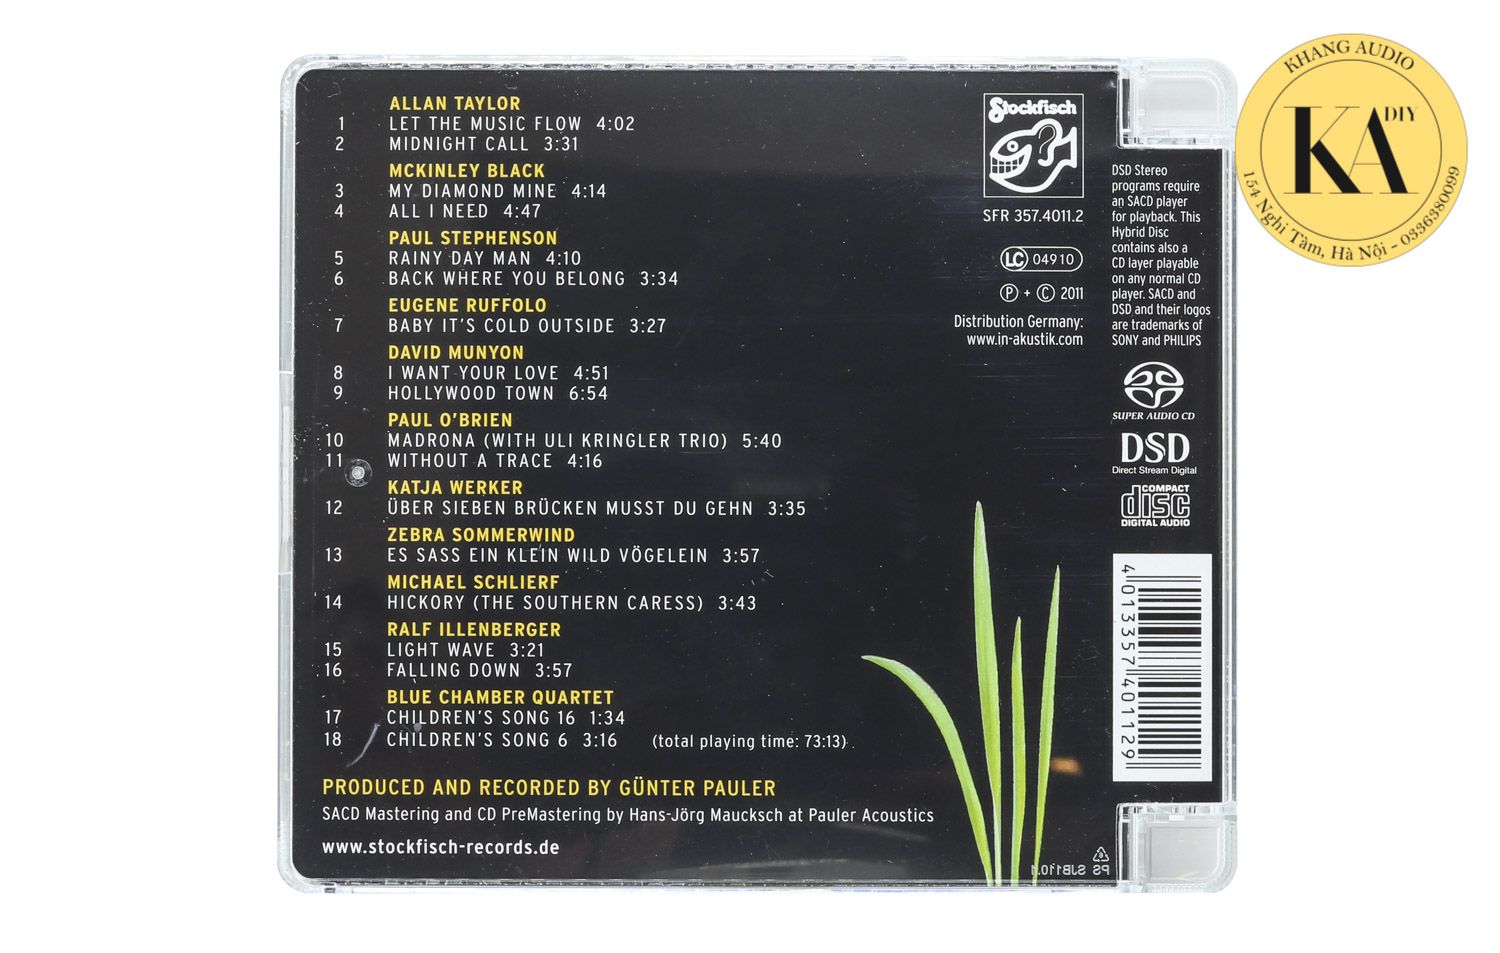 ALLAN TAYLOR
1 LET THE MUSIC FLOW 4:02
2 MIDNIGHT CALL 3:31
MCKINLEY BLACK
3 MY DIAMOND MINE 4:14
4 ALL I NEED 4:47
PAUL STEPHENSON
5 RAINY DAY MAN 4:10
6 BACK WHERE YOU BELONG 3:34
EUGENE RUFFOLO
7 BABY IT'S COLD OUTSIDE 3:27
DAVID MUNYON
8 I WANT YOUR LOVE 4:51
9 HOLLYWOOD TOWN 6:54
PAUL O'BRIEN
10 MADRONA (WITH ULI KRINGLER TRIO) 5:40
11 WITHOUT A TRACE 4:16
KATJA WERKER
12 ÜBER SIEBEN BRÜCKEN MUSST DU GEHN 3:35
ZEBRA SOMMERWIND
13 ES SASS EIN KLEIN WILD VÖGELEIN 3:57
MICHAEL SCHLIERF
14 HICKORY (THE SOUTHERN CARESS) 3:43
RALF ILLENBERGER
15 LIGHT WAVE 3:21
16 FALLING DOWN 3:57
BLUE CHAMBER QUARTET
17 CHILDREN'S SONG 16 1:34
18 CHILDREN'S SONG 6 3:16 (total playing time: 73:13)
PRODUCED AND RECORDED BY GÜNTER PAULER
SACD Mastering and CD PreMastering by Hans-Jörg Maucksch at Pauler Acoustics
www.stockfisch-records.de
Stockfisch
SFR 357.4011.2
LC 04910
Ⓟ + © 2011
Distribution Germany:
www.in-akustik.com
DSD Stereo
programs require
an SACD player
for playback. This
Hybrid Disc
contains also a
CD layer playable
on any normal CD
player. SACD and
DSD and their logos
are trademarks of
SONY and PHILIPS
SUPER AUDIO CD
DSD
Direct Stream Digital
COMPACT
disc
DIGITAL AUDIO
4 013357 401129
PS SJB110.1
KHANG AUDIO
KA DIY
154 Nghi Tàm, Hà Nội - 0336380099